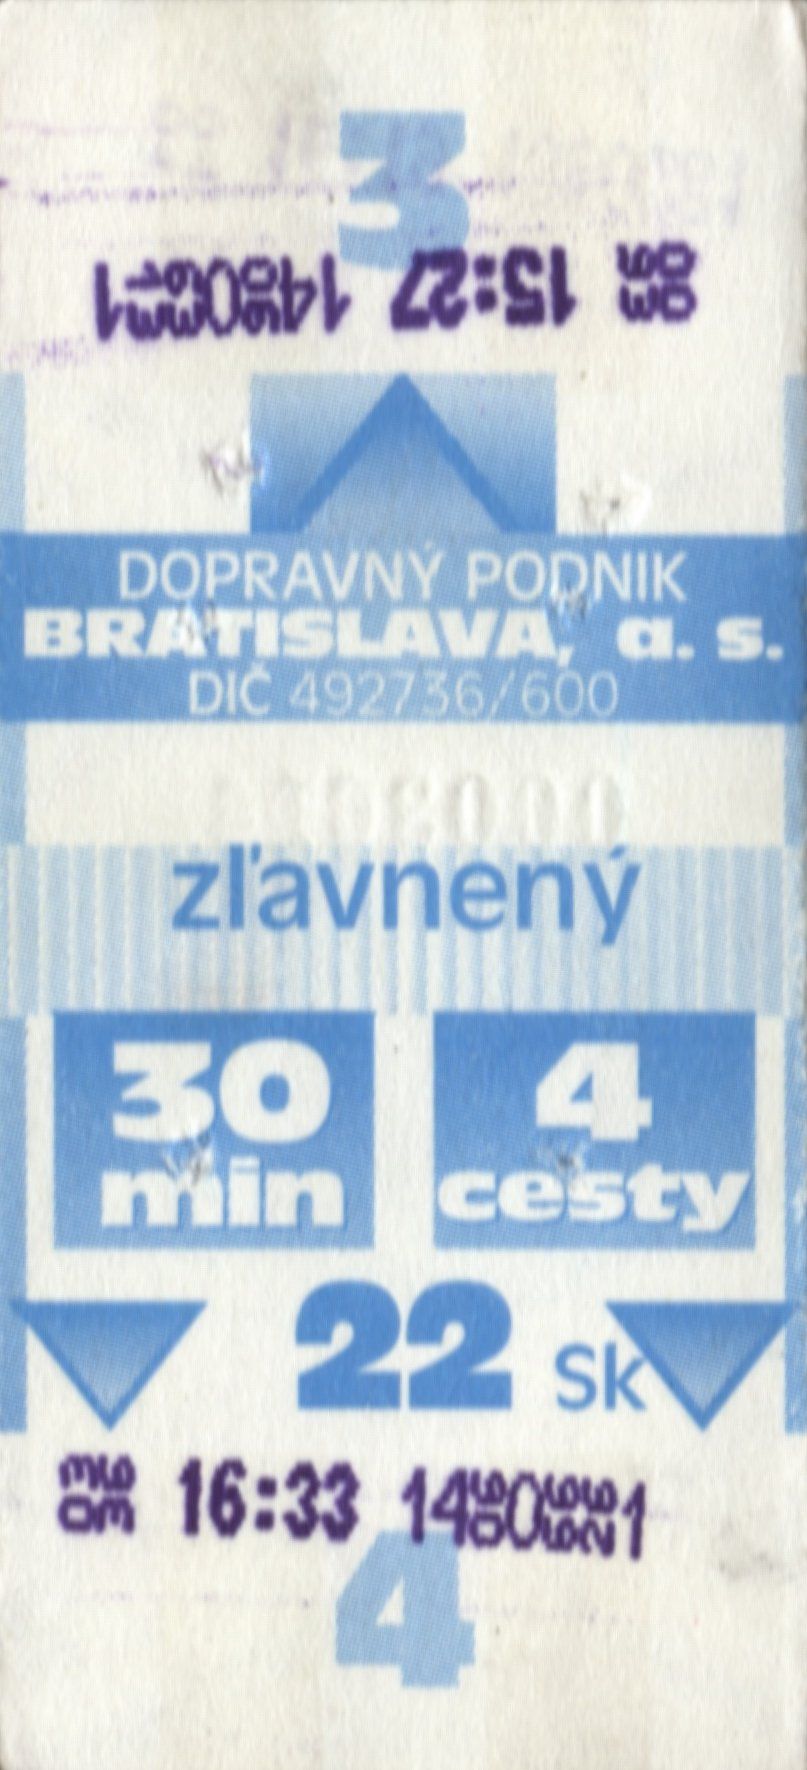 3
15:27
DOPRAVNÝ PODNIK
BRATISLAVA, a. s.
DIČ 492736/600
zľavnený
30 min
4 cesty
22 Sk
16:33
4